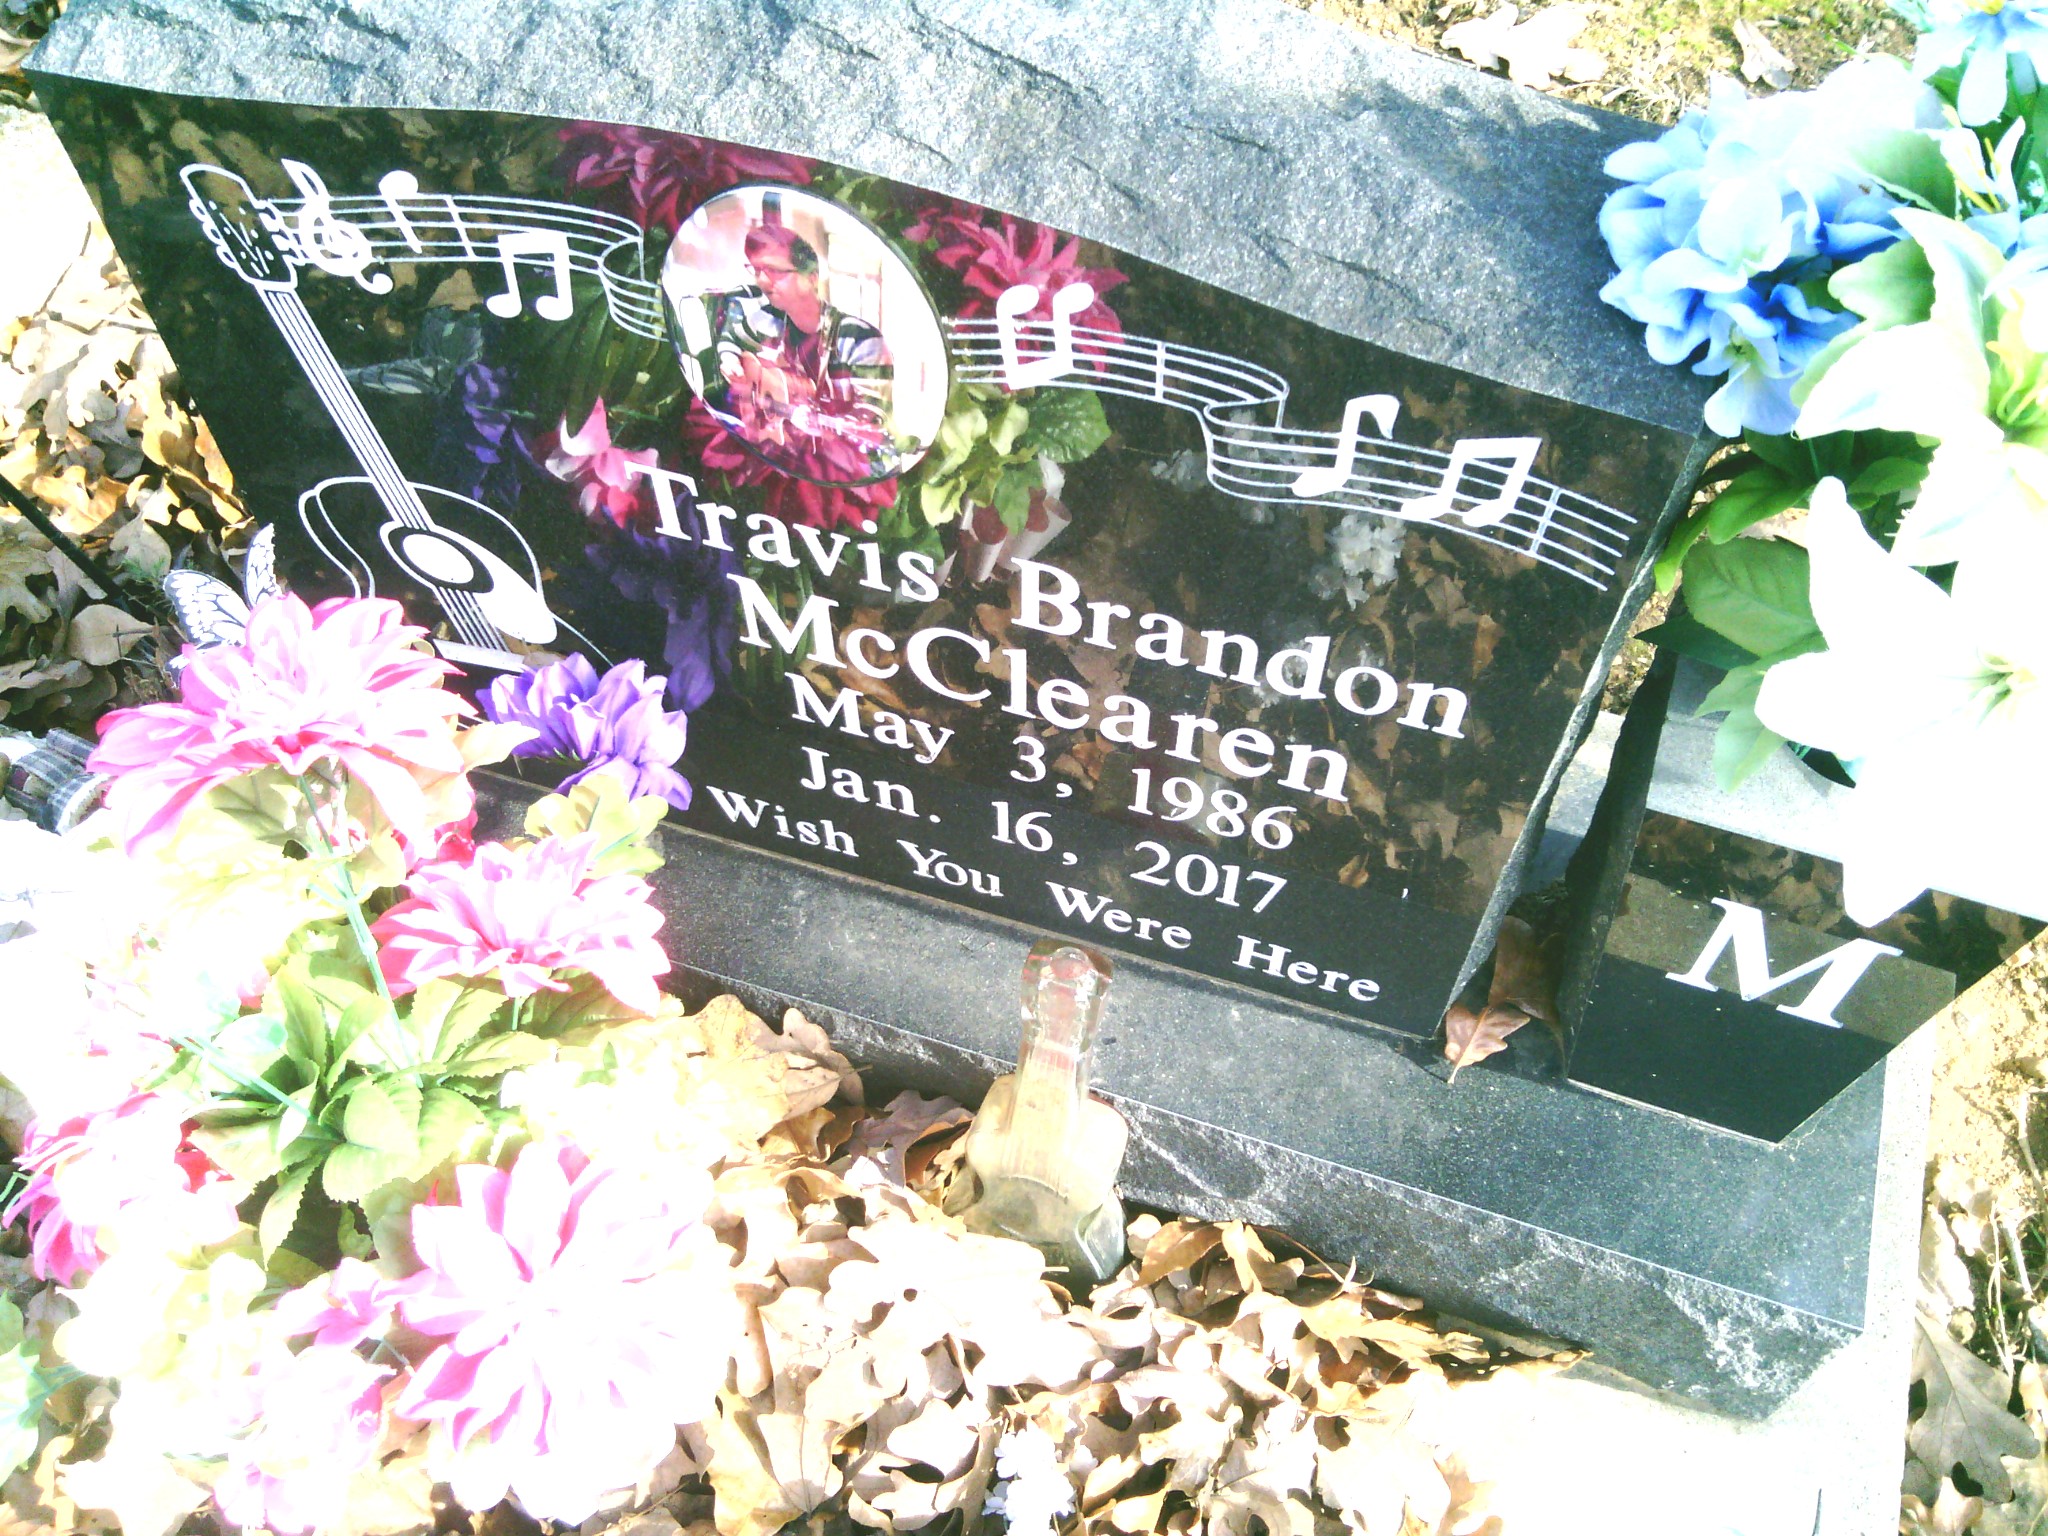 Travis Brandon
McClearen
May 3, 1986
Jan. 16, 2017
Wish You Were Here
M